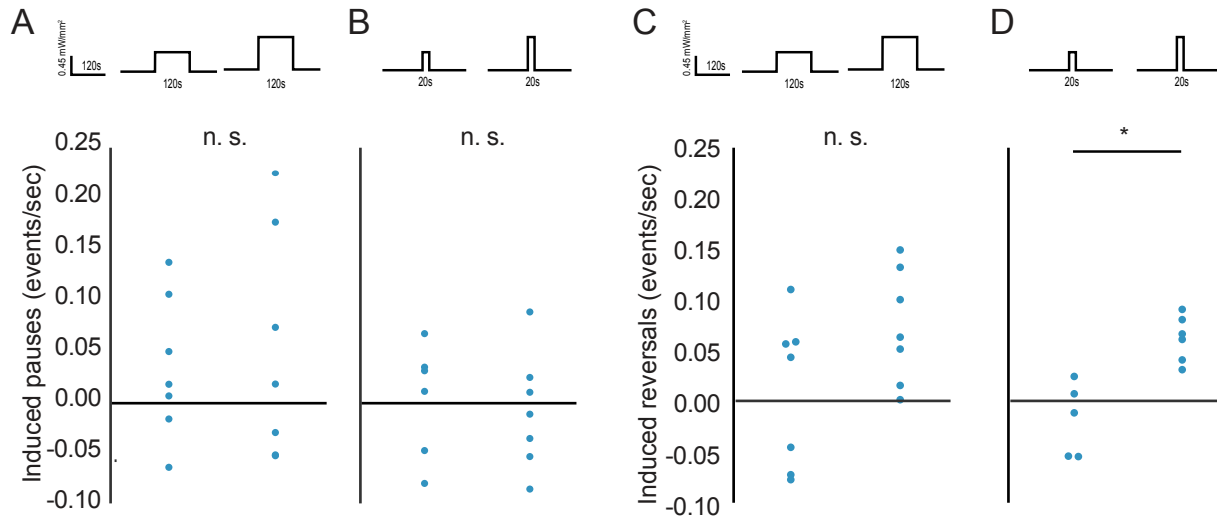 A
B
C
D
0.45 mW/mm²
120s
120s
120s
20s
20s
0.45 mW/mm²
120s
120s
120s
20s
20s
n. s.
n. s.
n. s.
*
Induced pauses (events/sec)
0.25
0.20
0.15
0.10
0.05
0.00
-0.05
-0.10
Induced reversals (events/sec)
0.25
0.20
0.15
0.10
0.05
0.00
-0.05
-0.10